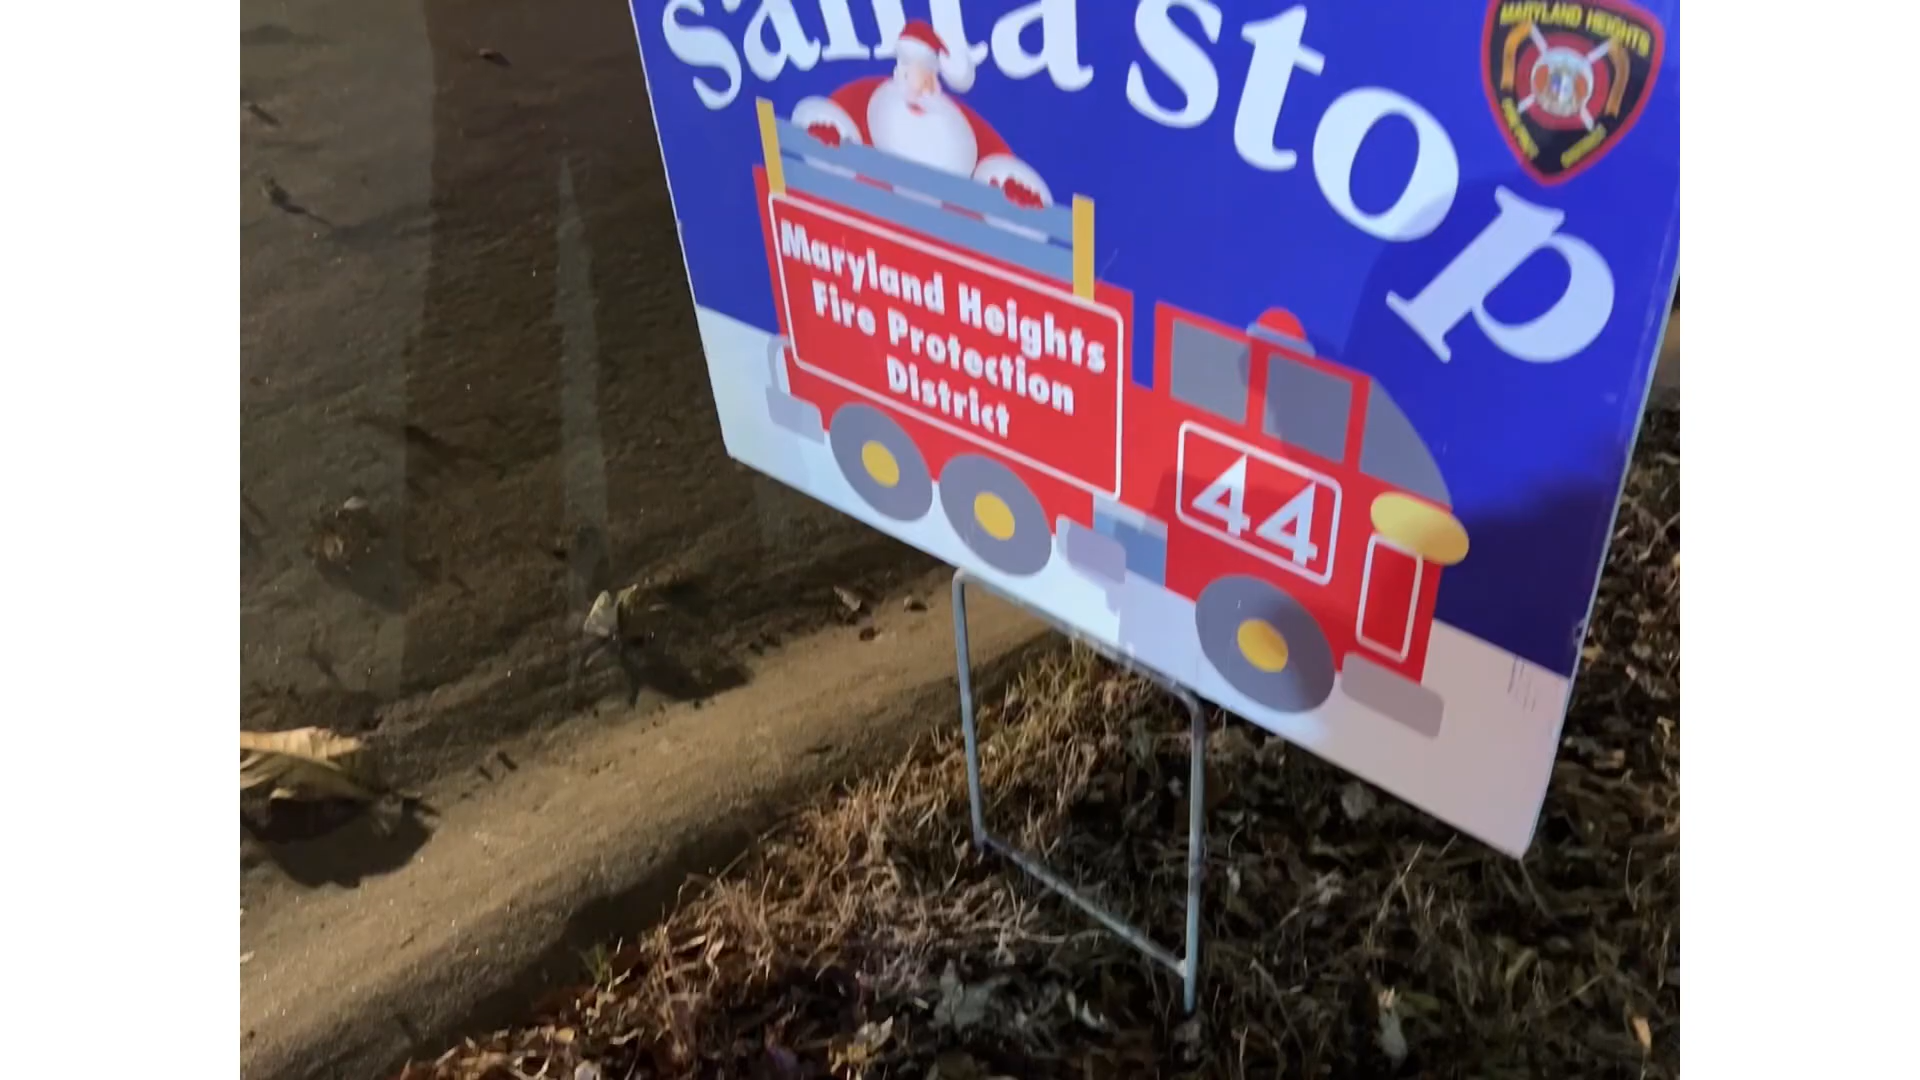 santa stop
MARYLAND HEIGHTS
Maryland Heights
Fire Protection
District
44